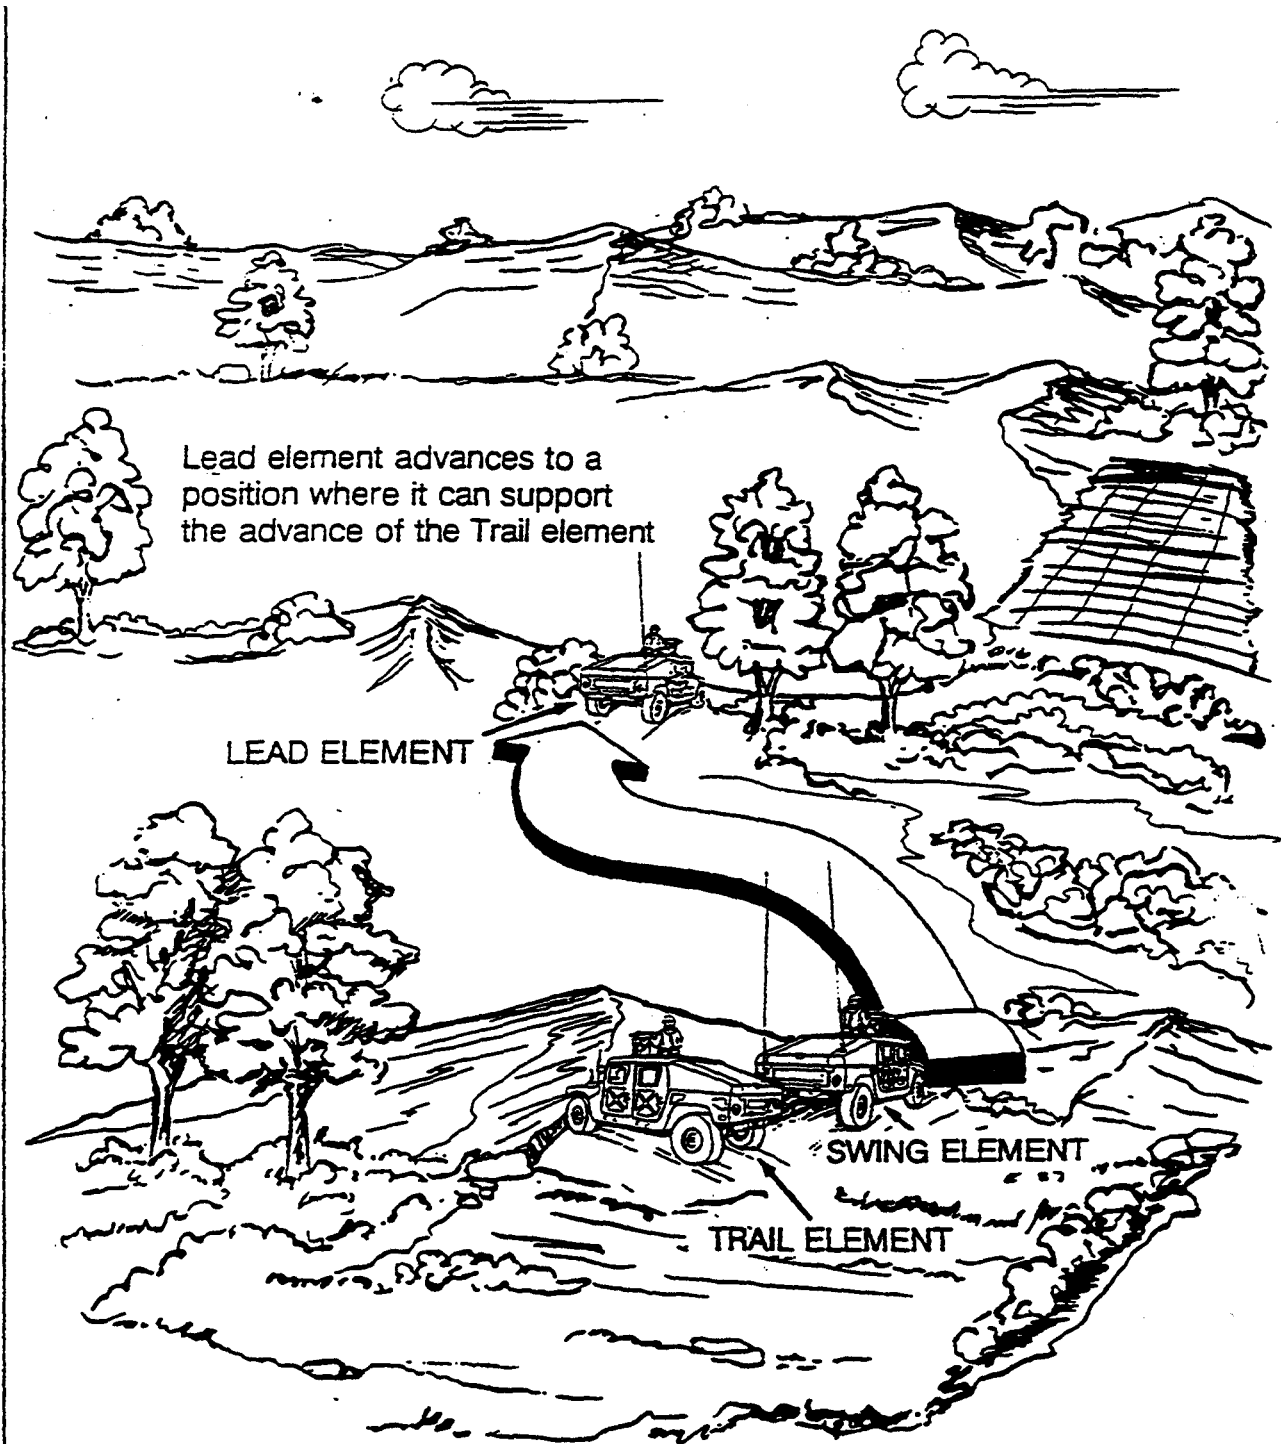 Lead element advances to a
position where it can support
the advance of the Trail element
LEAD ELEMENT
SWING ELEMENT
TRAIL ELEMENT